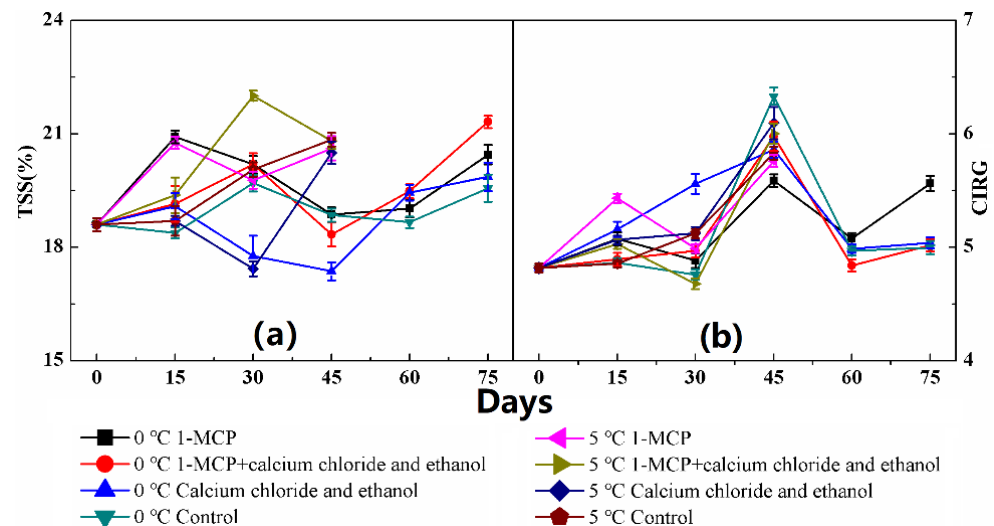 24
21
18
15
TSS(%)
(a)
0 15 30 45 60 75
7
6
5
4
CIRG
(b)
0 15 30 45 60 75
Days
0 ℃ 1-MCP
0 ℃ 1-MCP+calcium chloride and ethanol
0 ℃ Calcium chloride and ethanol
0 ℃ Control
5 ℃ 1-MCP
5 ℃ 1-MCP+calcium chloride and ethanol
5 ℃ Calcium chloride and ethanol
5 ℃ Control